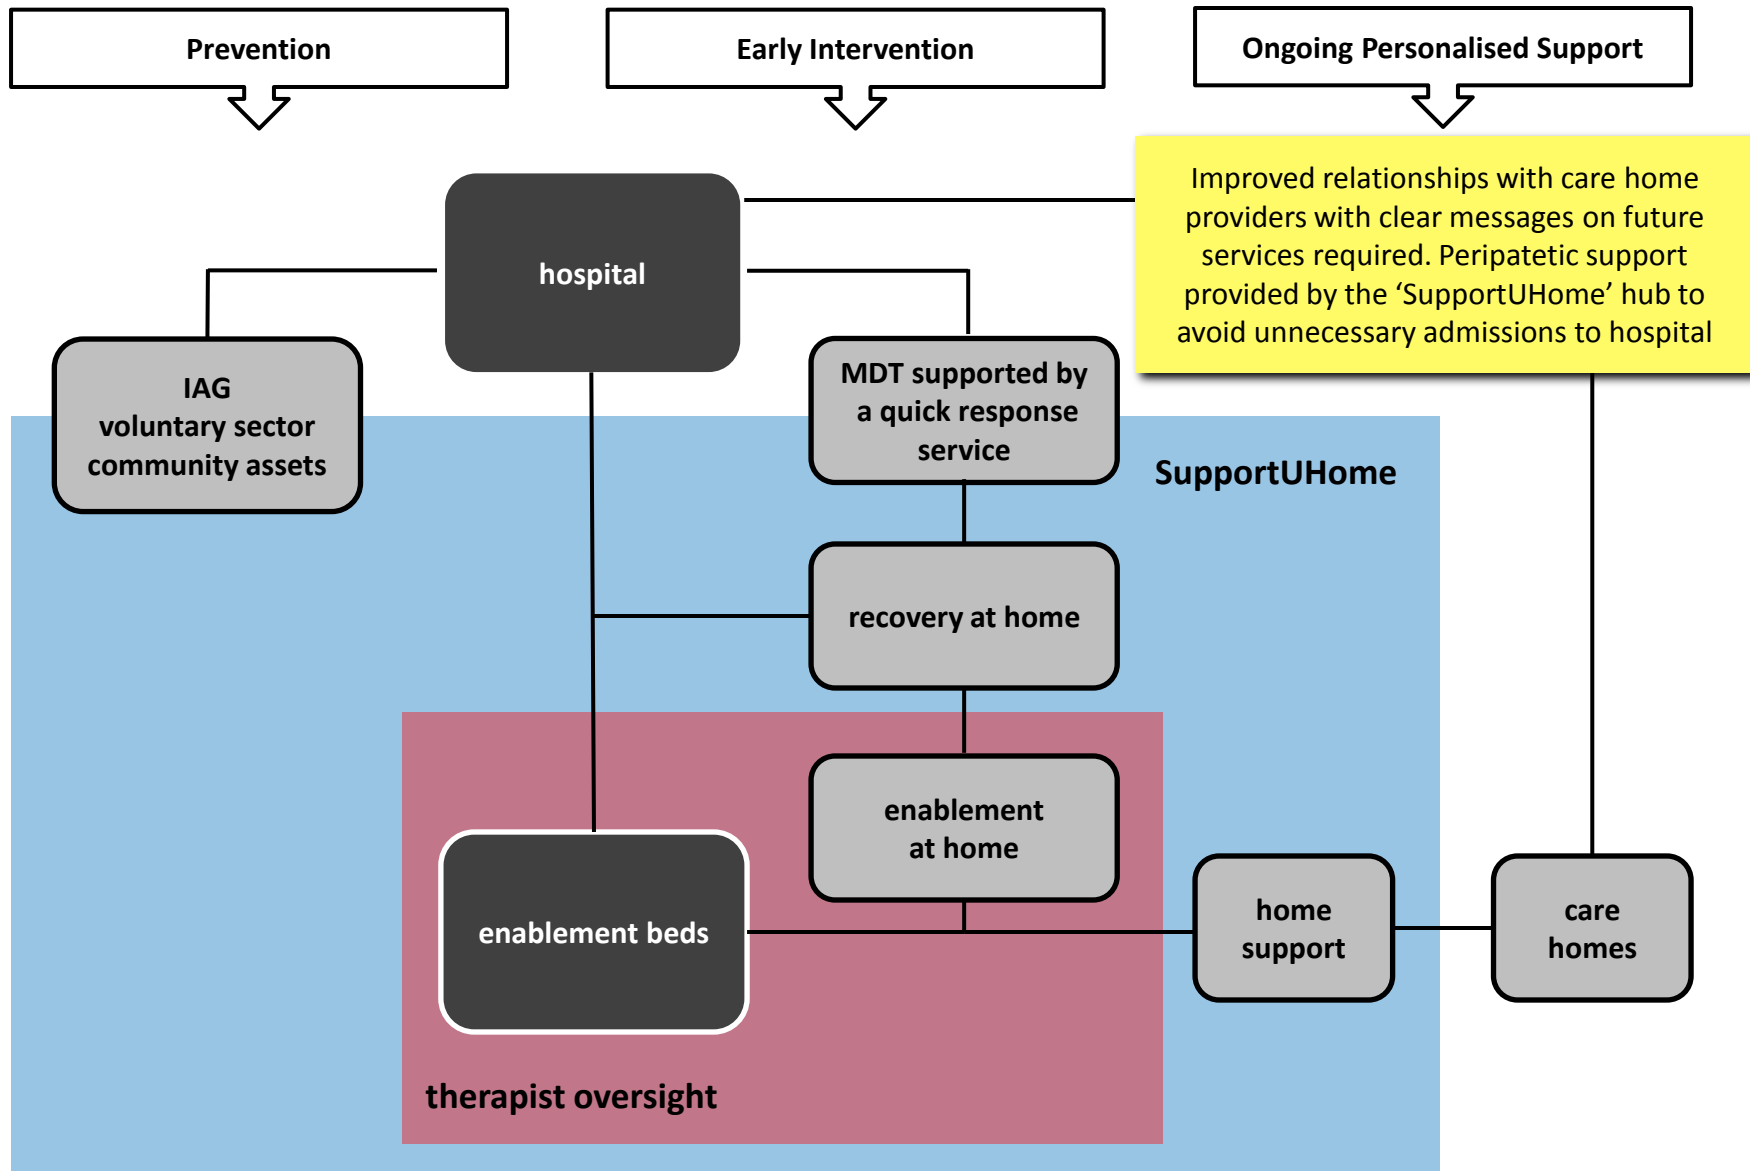 Prevention
Early Intervention
Ongoing Personalised Support
Improved relationships with care home
providers with clear messages on future
services required. Peripatetic support
provided by the ‘SupportUHome’ hub to
avoid unnecessary admissions to hospital
hospital
IAG
voluntary sector
community assets
MDT supported by
a quick response
service
SupportUHome
recovery at home
enablement
at home
enablement beds
home
support
care
homes
therapist oversight